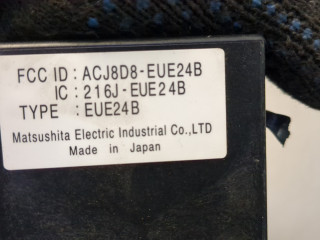 FCC ID : ACJ8D8-EUE24B
IC : 216J-EUE24B
TYPE : EUE24B
Matsushita Electric Industrial Co.,LTD
Made in Japan